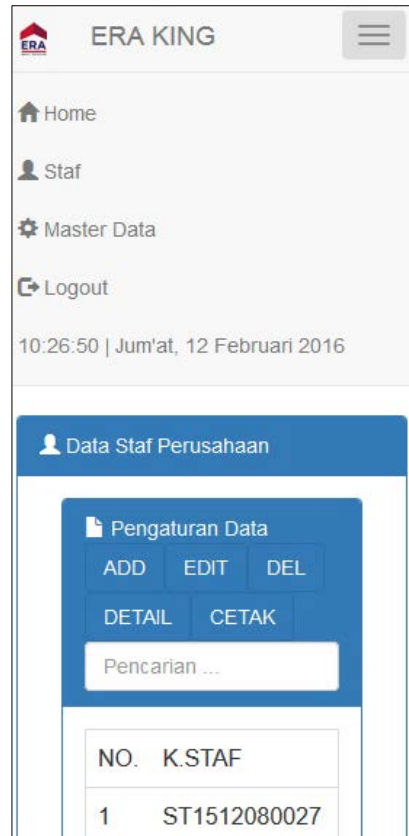 ERA
ERA KING
Home
Staf
Master Data
Logout
10:26:50 | Jum'at, 12 Februari 2016
Data Staf Perusahaan
Pengaturan Data
ADD EDIT DEL
DETAIL CETAK
Pencarian ...
NO. K.STAF
1 ST1512080027